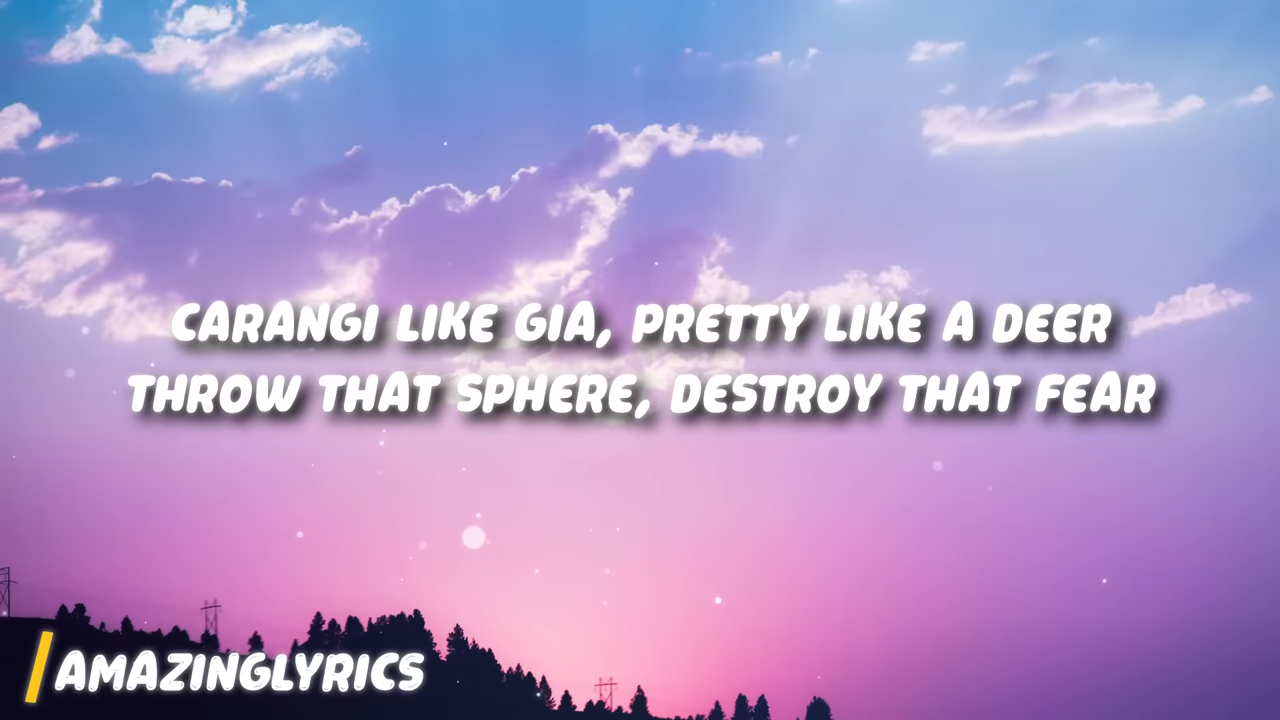 CARANGI LIKE GIA, PRETTY LIKE A DEER
THROW THAT SPHERE, DESTROY THAT FEAR
AMAZINGLYRICS